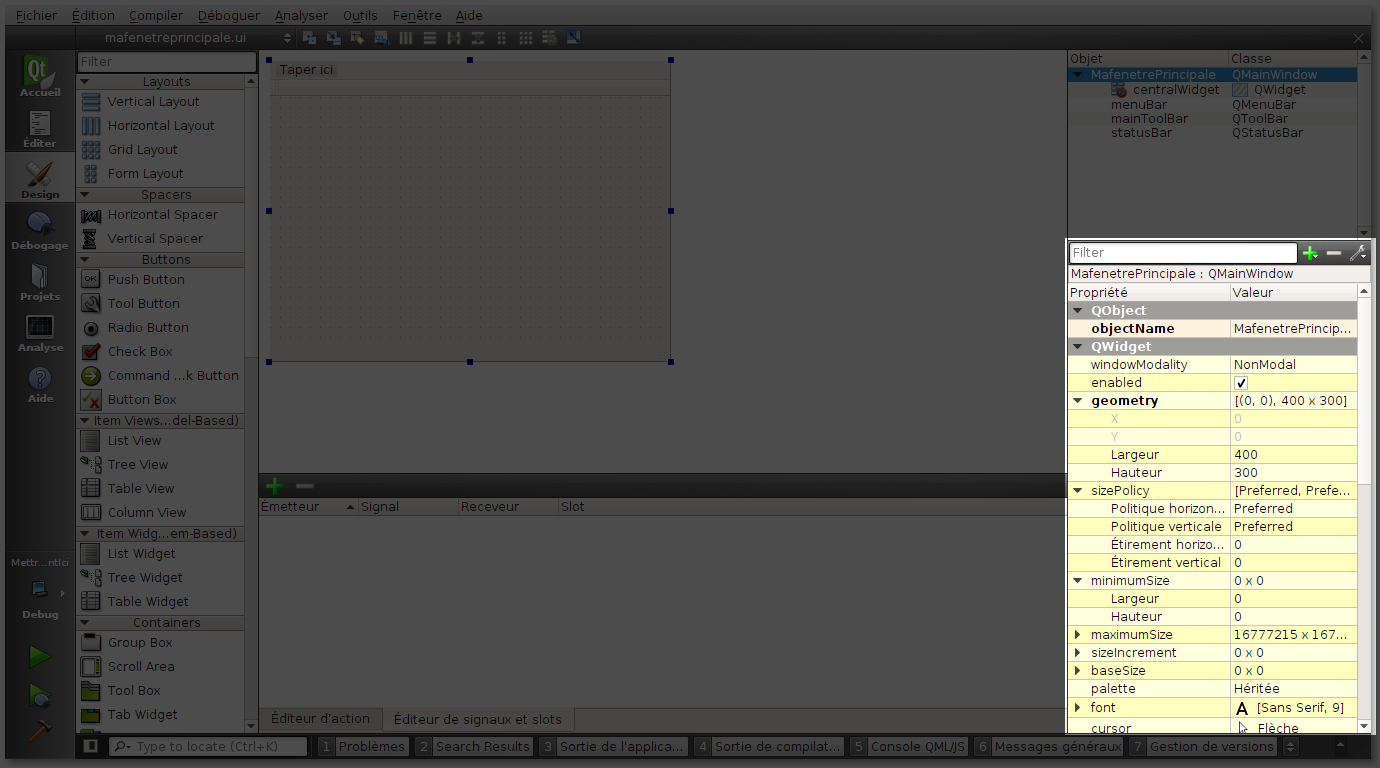 Fichier Édition Compiler Déboguer Analyser Outils Fenêtre Aide
mafenetreprincipale.ui
Qt
Accueil
Éditer
Design
Débogage
Projets
Analyse
Aide
Mettr...ntici
Debug
Filter
Layouts
Vertical Layout
Horizontal Layout
Grid Layout
Form Layout
Spacers
Horizontal Spacer
Vertical Spacer
Buttons
OK Push Button
Tool Button
Radio Button
Check Box
Command ...k Button
Button Box
Item Views...del-Based)
List View
Tree View
Table View
Column View
Item Widg...em-Based)
List Widget
Tree Widget
Table Widget
Containers
Group Box
Scroll Area
Tool Box
Tab Widget
Taper ici
Émetteur Signal Receveur Slot
Éditeur d'action Éditeur de signaux et slots
Objet Classe
MafenetrePrincipale QMainWindow
centralWidget QWidget
menuBar QMenuBar
mainToolBar QToolBar
statusBar QStatusBar
Filter
MafenetrePrincipale : QMainWindow
Propriété Valeur
QObject
objectName MafenetrePrincip...
QWidget
windowModality NonModal
enabled
geometry [(0, 0), 400 x 300]
X 0
Y 0
Largeur 400
Hauteur 300
sizePolicy [Preferred, Prefe...
Politique horizon... Preferred
Politique verticale Preferred
Étirement horizo... 0
Étirement vertical 0
minimumSize 0 x 0
Largeur 0
Hauteur 0
maximumSize 16777215 x 167...
sizeIncrement 0 x 0
baseSize 0 x 0
palette Héritée
font A [Sans Serif, 9]
cursor Flèche
Type to locate (Ctrl+K) 1 Problèmes 2 Search Results 3 Sortie de l'applica... 4 Sortie de compilat... 5 Console QML/JS 6 Messages généraux 7 Gestion de versions